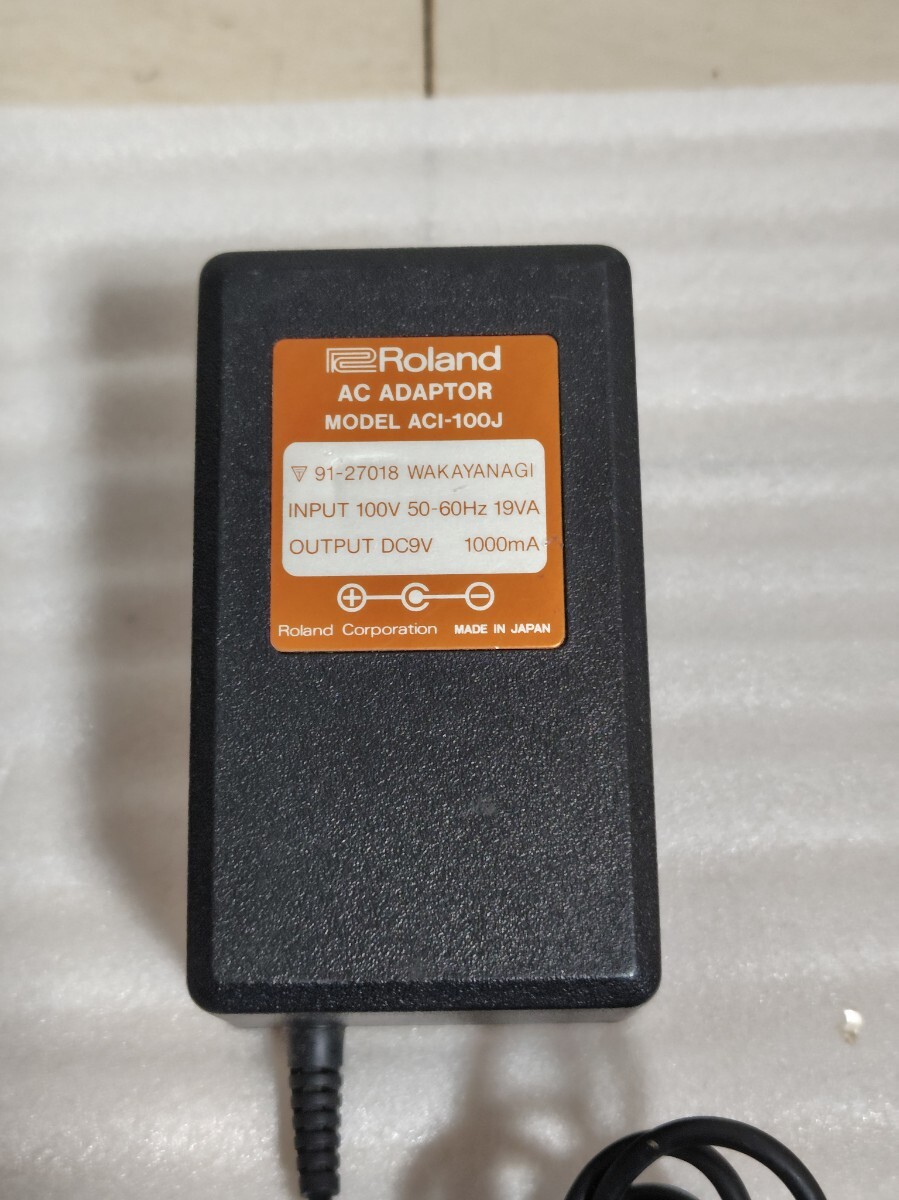 Roland
AC ADAPTOR
MODEL ACI-100J
91-27018 WAKAYANAGI
INPUT 100V 50-60Hz 19VA
OUTPUT DC9V 1000mA
Roland Corporation MADE IN JAPAN